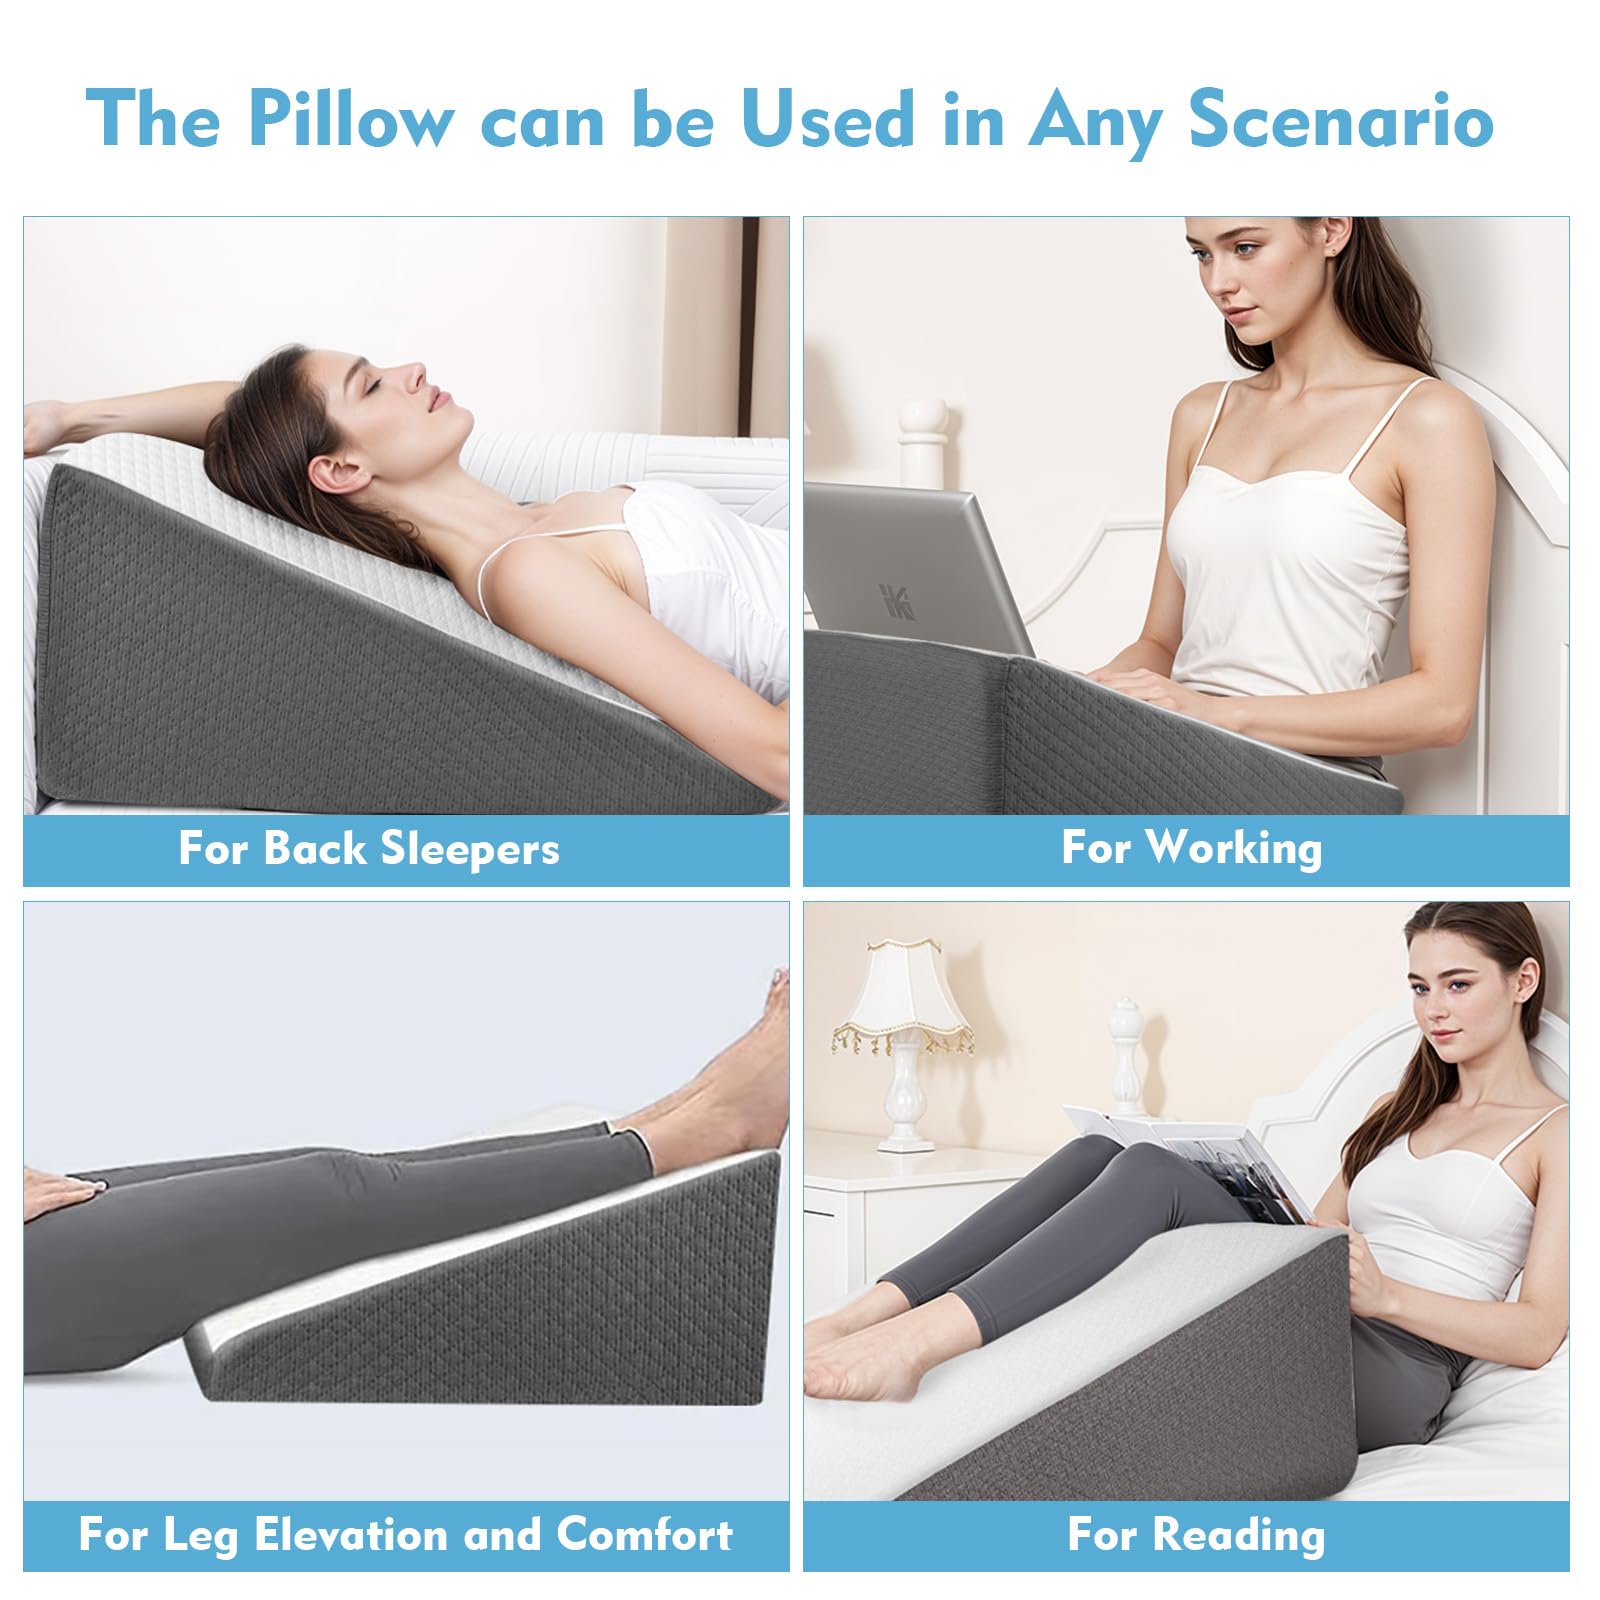 The Pillow can be Used in Any Scenario
For Back Sleepers
For Working
For Leg Elevation and Comfort
For Reading